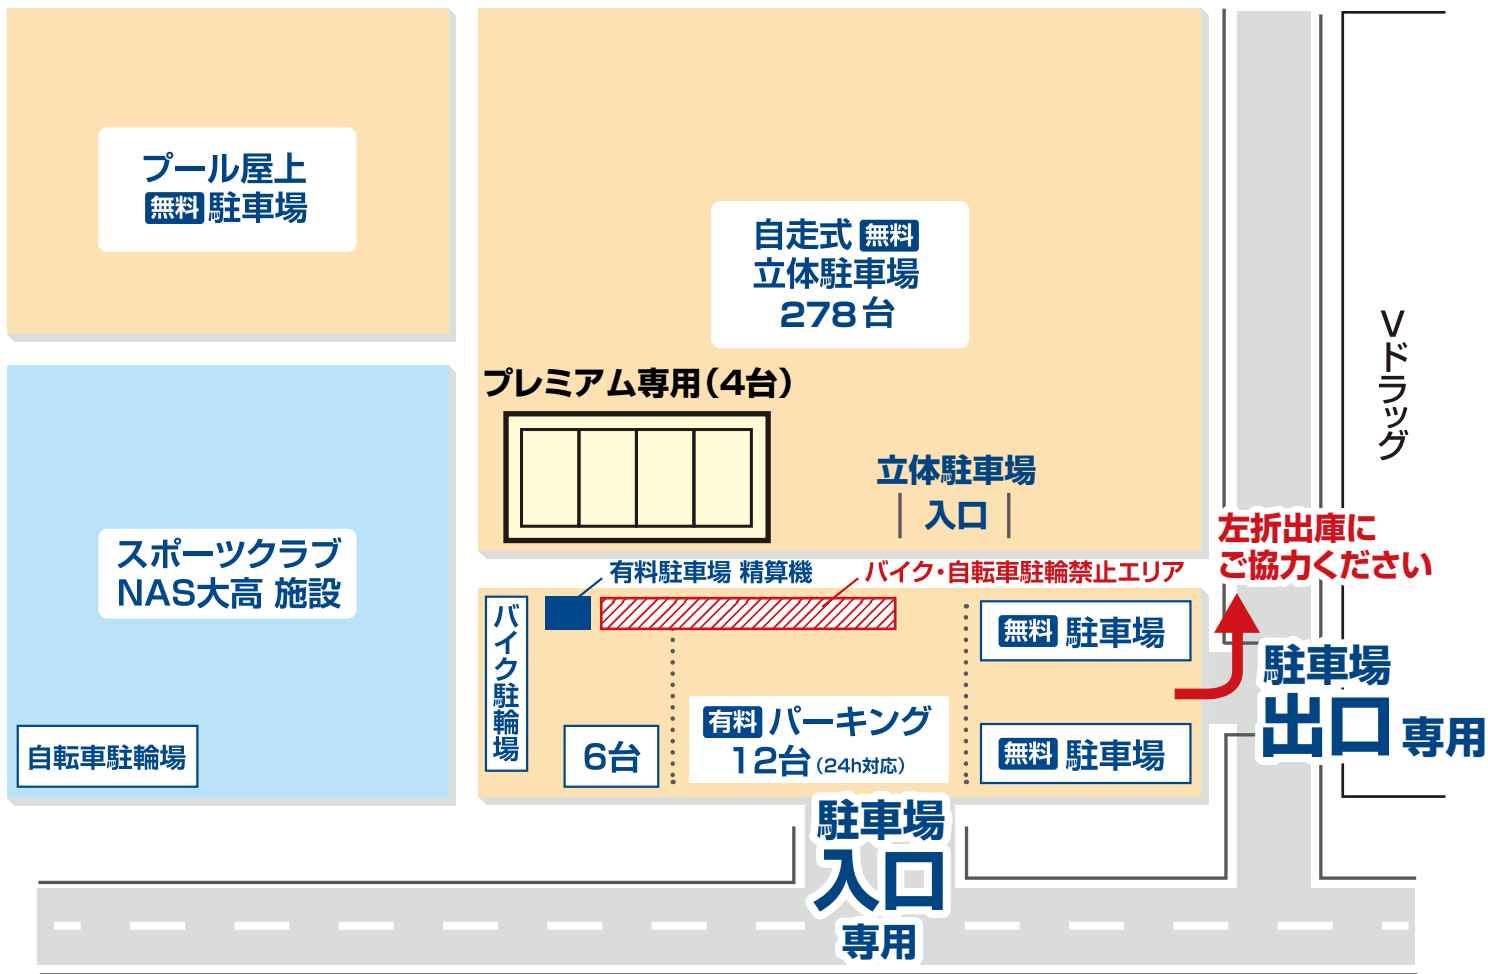 プール屋上
無料 駐車場
自走式 無料
立体駐車場
278台
プレミアム専用(4台)
立体駐車場
入口
Vドラッグ
スポーツクラブ
NAS大高 施設
自転車駐輪場
左折出庫に
ご協力ください
有料駐車場 精算機
バイク・自転車駐輪禁止エリア
バイク駐輪場
6台
有料 パーキング
12台(24h対応)
無料 駐車場
無料 駐車場
駐車場
出口 専用
駐車場
入口
専用